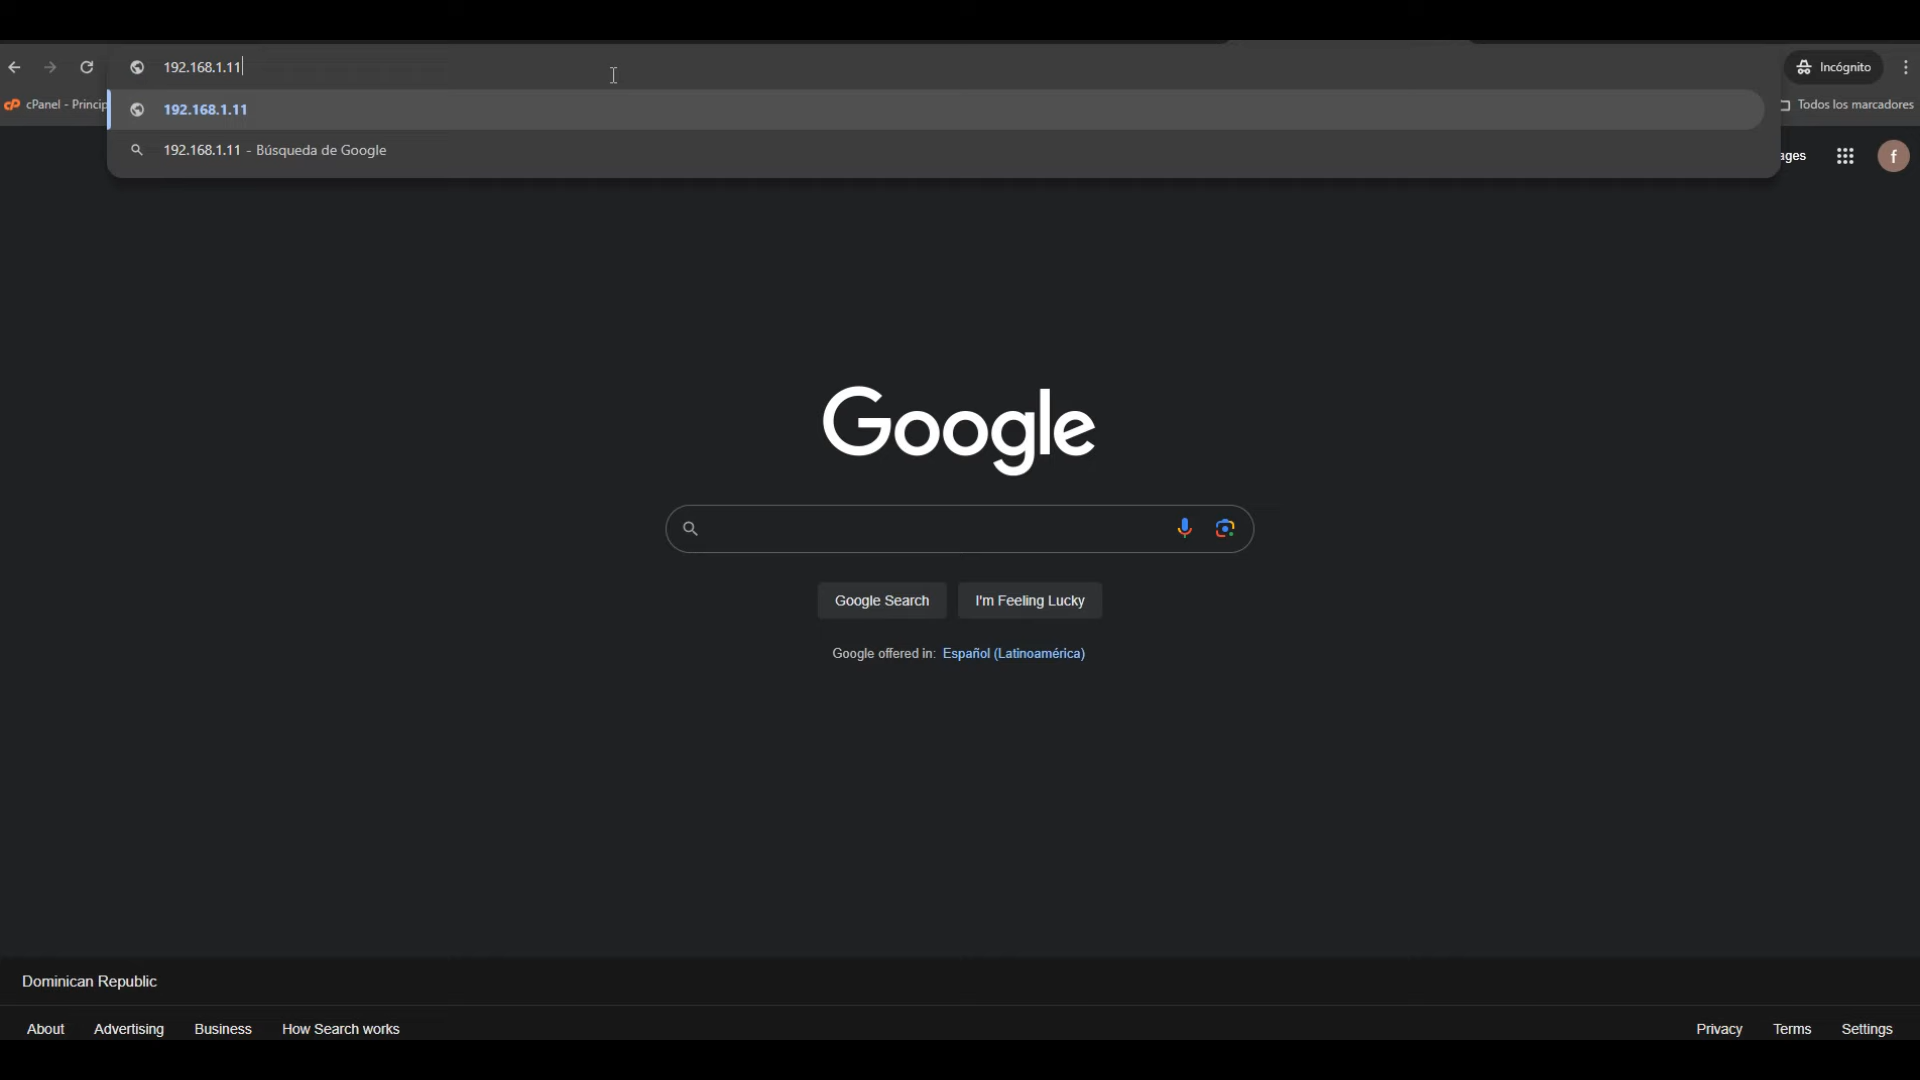 192.168.1.11
Incógnito
cPanel - Princip
192.168.1.11
Todos los marcadores
192.168.1.11 - Búsqueda de Google
ages
f
Google
Google Search
I'm Feeling Lucky
Google offered in: Español (Latinoamérica)
Dominican Republic
About
Advertising
Business
How Search works
Privacy
Terms
Settings